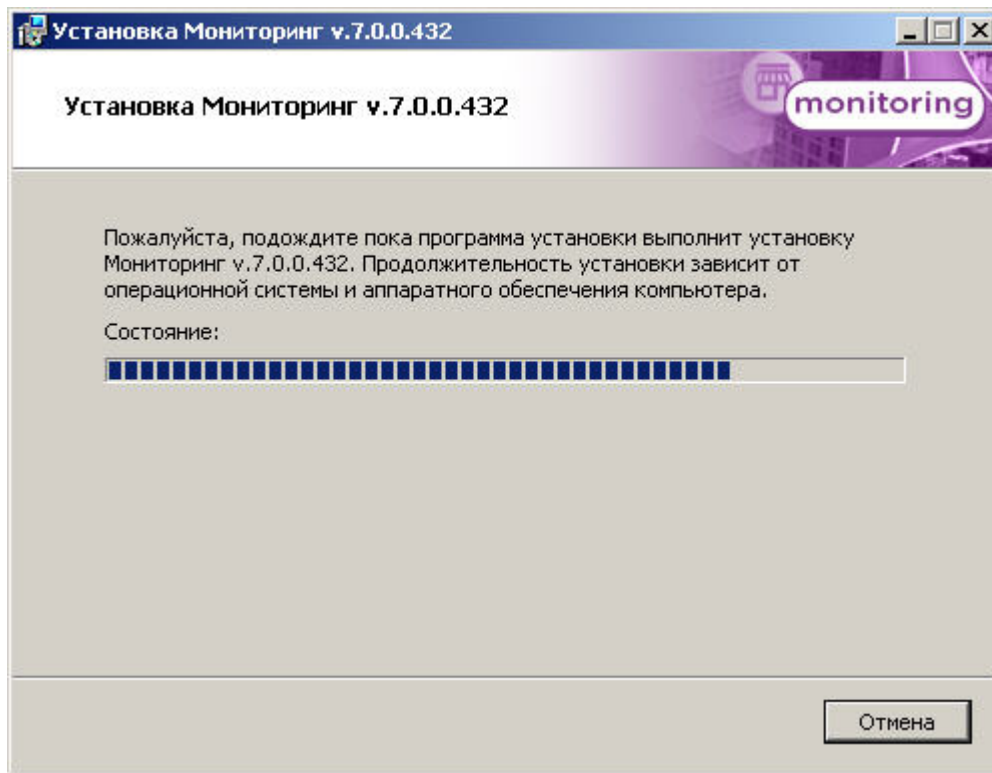 Установка Мониторинг v.7.0.0.432
Установка Мониторинг v.7.0.0.432
monitoring
Пожалуйста, подождите пока программа установки выполнит установку
Мониторинг v.7.0.0.432. Продолжительность установки зависит от
операционной системы и аппаратного обеспечения компьютера.
Состояние:
Отмена